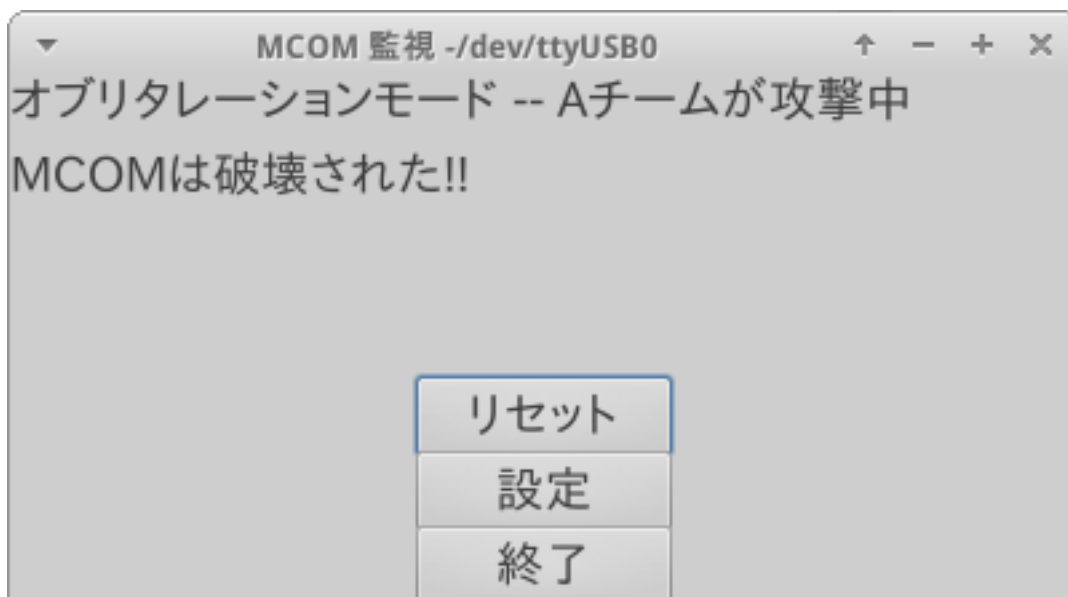 MCOM 監視 -/dev/ttyUSB0
オブリタレーションモード -- Aチームが攻撃中
MCOMは破壊された!!
リセット
設定
終了